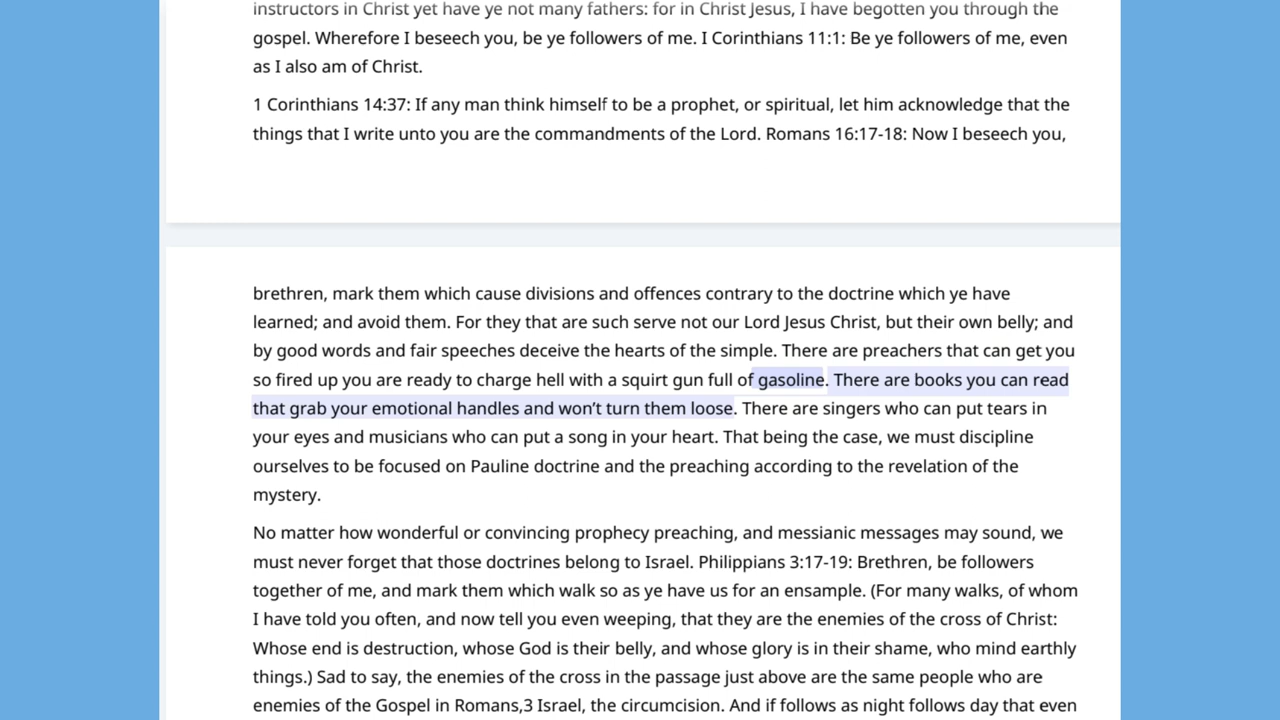 instructors in Christ yet have ye not many fathers: for in Christ Jesus, I have begotten you through the
gospel. Wherefore I beseech you, be ye followers of me. I Corinthians 11:1: Be ye followers of me, even
as I also am of Christ.
1 Corinthians 14:37: If any man think himself to be a prophet, or spiritual, let him acknowledge that the
things that I write unto you are the commandments of the Lord. Romans 16:17-18: Now I beseech you,
brethren, mark them which cause divisions and offences contrary to the doctrine which ye have
learned; and avoid them. For they that are such serve not our Lord Jesus Christ, but their own belly; and
by good words and fair speeches deceive the hearts of the simple. There are preachers that can get you
so fired up you are ready to charge hell with a squirt gun full of gasoline. There are books you can read
that grab your emotional handles and won’t turn them loose. There are singers who can put tears in
your eyes and musicians who can put a song in your heart. That being the case, we must discipline
ourselves to be focused on Pauline doctrine and the preaching according to the revelation of the
mystery.
No matter how wonderful or convincing prophecy preaching, and messianic messages may sound, we
must never forget that those doctrines belong to Israel. Philippians 3:17-19: Brethren, be followers
together of me, and mark them which walk so as ye have us for an ensample. (For many walks, of whom
I have told you often, and now tell you even weeping, that they are the enemies of the cross of Christ:
Whose end is destruction, whose God is their belly, and whose glory is in their shame, who mind earthly
things.) Sad to say, the enemies of the cross in the passage just above are the same people who are
enemies of the Gospel in Romans,3 Israel, the circumcision. And if follows as night follows day that even